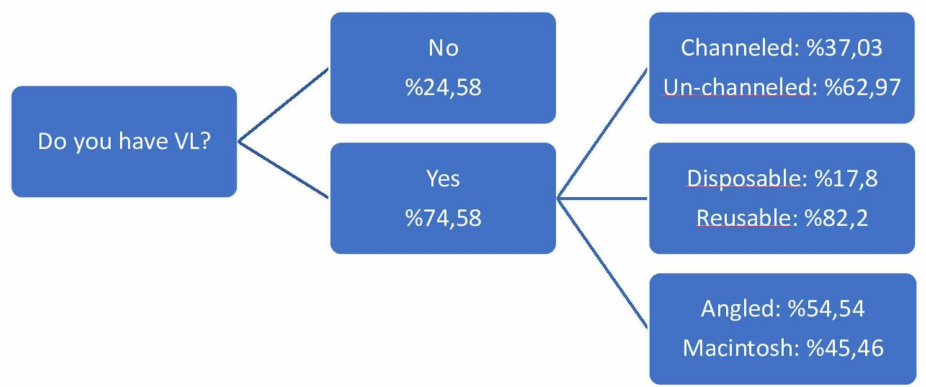 Do you have VL?
No
%24,58
Yes
%74,58
Channeled: %37,03
Un-channeled: %62,97
Disposable: %17,8
Reusable: %82,2
Angled: %54,54
Macintosh: %45,46